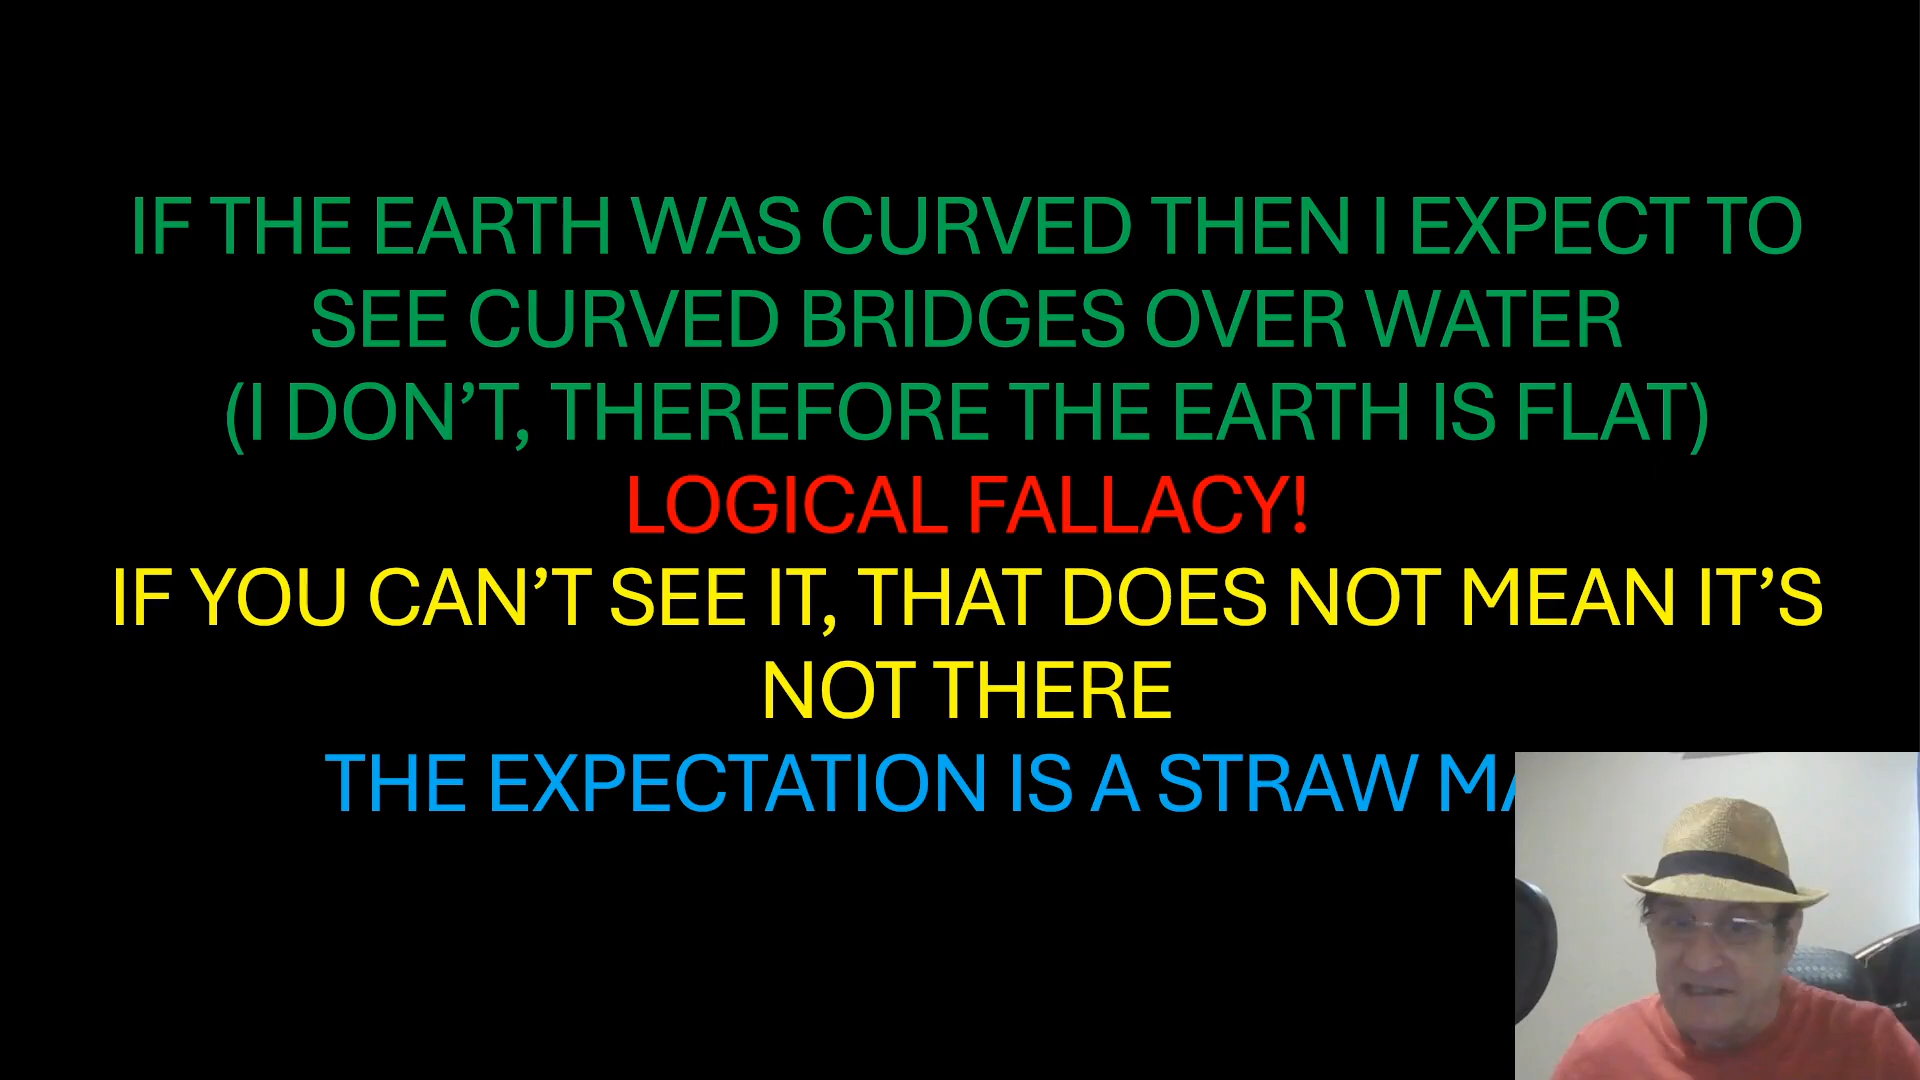 IF THE EARTH WAS CURVED THEN I EXPECT TO
SEE CURVED BRIDGES OVER WATER
(I DON’T, THEREFORE THE EARTH IS FLAT)
LOGICAL FALLACY!
IF YOU CAN’T SEE IT, THAT DOES NOT MEAN IT’S
NOT THERE
THE EXPECTATION IS A STRAW